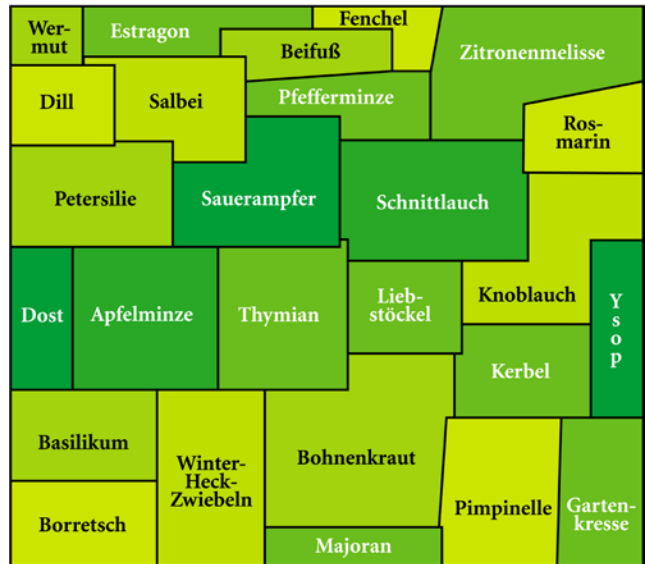 Wer-
mut
Estragon
Fenchel
Beifuß
Zitronenmelisse
Dill
Salbei
Pfefferminze
Ros-
marin
Petersilie
Sauerampfer
Schnittlauch
Dost
Apfelminze
Thymian
Lieb-
stöckel
Knoblauch
Y
s
o
p
Kerbel
Basilikum
Winter-
Heck-
Zwiebeln
Bohnenkraut
Borretsch
Majoran
Pimpinelle
Garten-
kresse